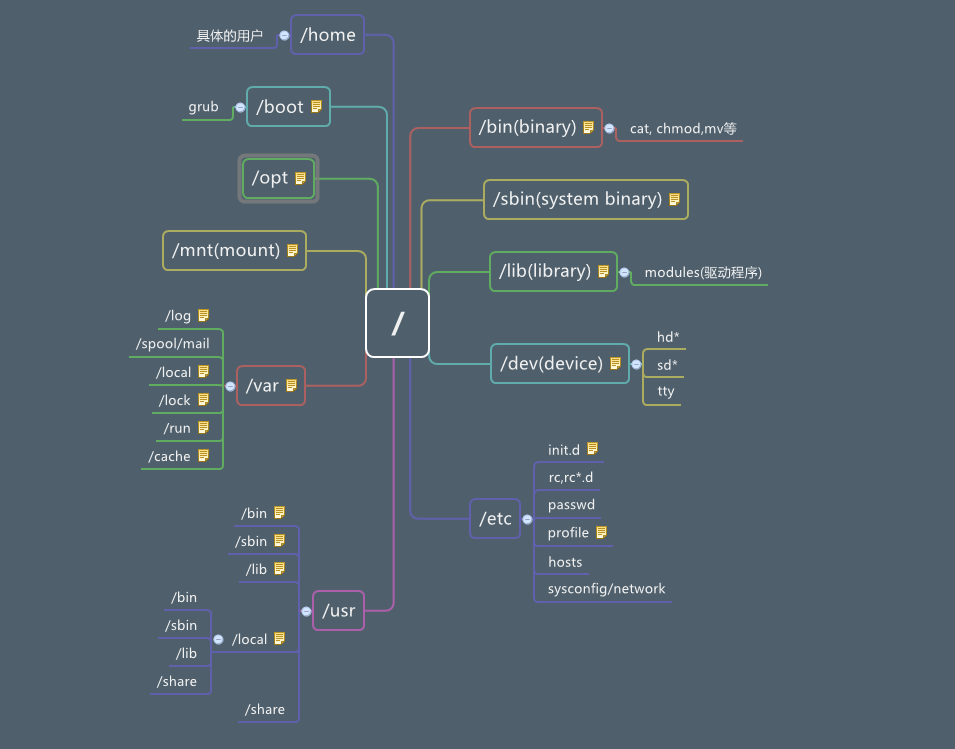 /
/home
具体的用户
/boot
grub
/opt
/mnt(mount)
/var
/log
/spool/mail
/local
/lock
/run
/cache
/usr
/bin
/sbin
/lib
/local
/bin
/sbin
/lib
/share
/share
/bin(binary)
cat, chmod,mv等
/sbin(system binary)
/lib(library)
modules(驱动程序)
/dev(device)
hd*
sd*
tty
/etc
init.d
rc,rc*.d
passwd
profile
hosts
sysconfig/network